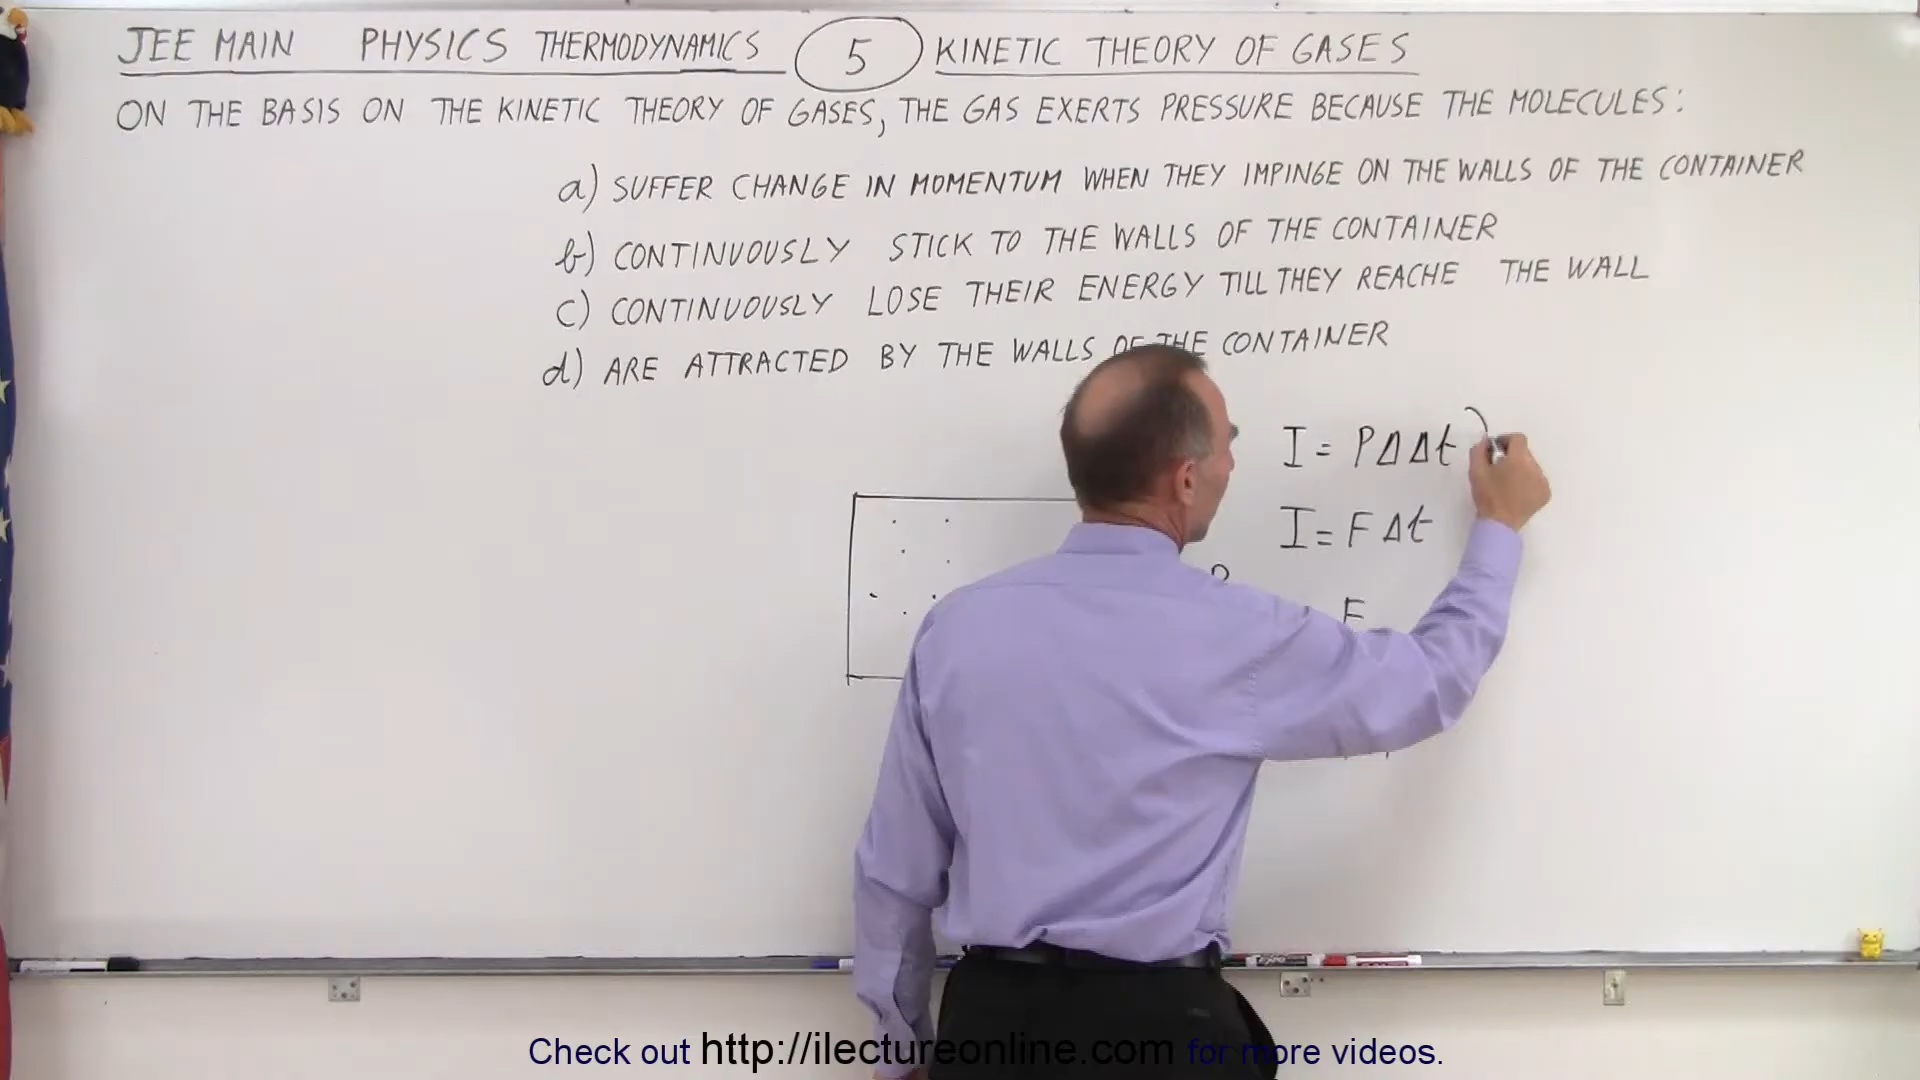 JEE MAIN PHYSICS THERMODYNAMICS 5 KINETIC THEORY OF GASES
ON THE BASIS ON THE KINETIC THEORY OF GASES, THE GAS EXERTS PRESSURE BECAUSE THE MOLECULES:
a) SUFFER CHANGE IN MOMENTUM WHEN THEY IMPINGE ON THE WALLS OF THE CONTAINER
b) CONTINUOUSLY STICK TO THE WALLS OF THE CONTAINER
c) CONTINUOUSLY LOSE THEIR ENERGY TILL THEY REACHE THE WALL
d) ARE ATTRACTED BY THE WALLS OF THE CONTAINER
I = PΔΔt
I = FΔt
F
Check out http://ilectureonline.com for more videos.